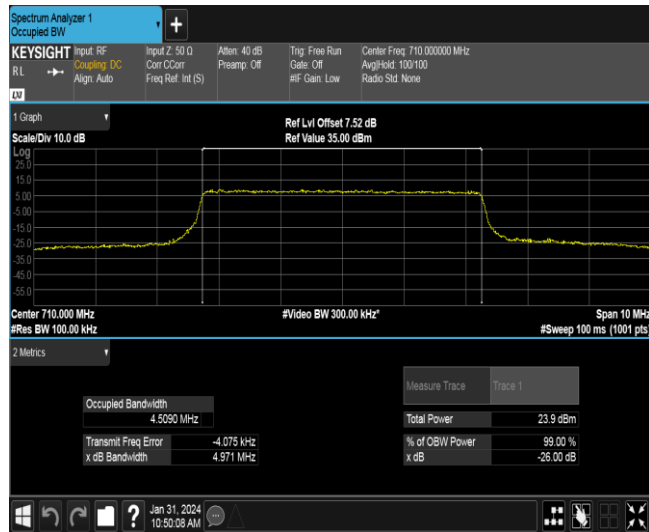 Spectrum Analyzer 1
Occupied BW
+
KEYSIGHT
RL
LXI
Input: RF
Coupling: DC
Align: Auto
Input Z: 50 Ω
Corr CCorr
Freq Ref: Int (S)
Atten: 40 dB
Preamp: Off
Trig: Free Run
Gate: Off
#IF Gain: Low
Center Freq: 710.000000 MHz
Avg|Hold: 100/100
Radio Std: None
1 Graph
Scale/Div 10.0 dB
Ref Lvl Offset 7.52 dB
Ref Value 35.00 dBm
Log
25.0
15.0
5.00
-5.00
-15.0
-25.0
-35.0
-45.0
-55.0
Center 710.000 MHz
#Res BW 100.00 kHz
#Video BW 300.00 kHz*
Span 10 MHz
#Sweep 100 ms (1001 pts)
2 Metrics
Measure Trace
Trace 1
Occupied Bandwidth
4.5090 MHz
Total Power
23.9 dBm
Transmit Freq Error
-4.075 kHz
% of OBW Power
99.00 %
x dB Bandwidth
4.971 MHz
x dB
-26.00 dB
?
Jan 31, 2024
10:50:08 AM